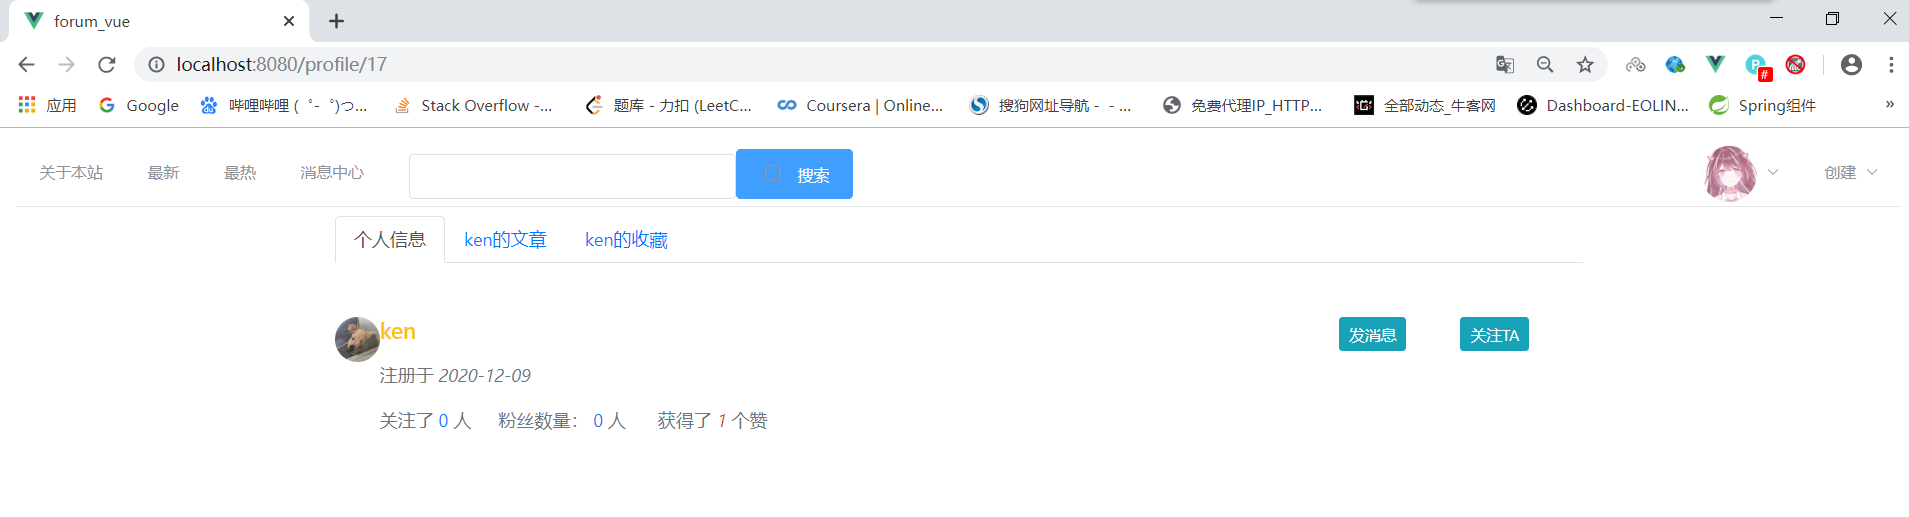 forum_vue
localhost:8080/profile/17
应用 Google 哔哩哔哩 ( ゜- ゜)つ... Stack Overflow -... 题库 - 力扣 (LeetC... Coursera | Online... 搜狗网址导航 - - ... 免费代理IP_HTTP... 全部动态_牛客网 Dashboard-EOLIN... Spring组件 »
关于本站 最新 最热 消息中心 搜索 创建
个人信息 ken的文章 ken的收藏
ken 发消息 关注TA
注册于 2020-12-09
关注了 0 人 粉丝数量： 0 人 获得了 1 个赞